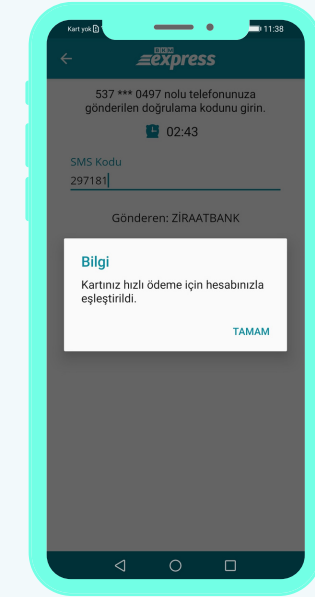 Kart yok
11:38
BKM
express
537 *** 0497 nolu telefonunuza
gönderilen doğrulama kodunu girin.
02:43
SMS Kodu
297181
Gönderen: ZİRAATBANK
Bilgi
Kartınız hızlı ödeme için hesabınızla
eşleştirildi.
TAMAM